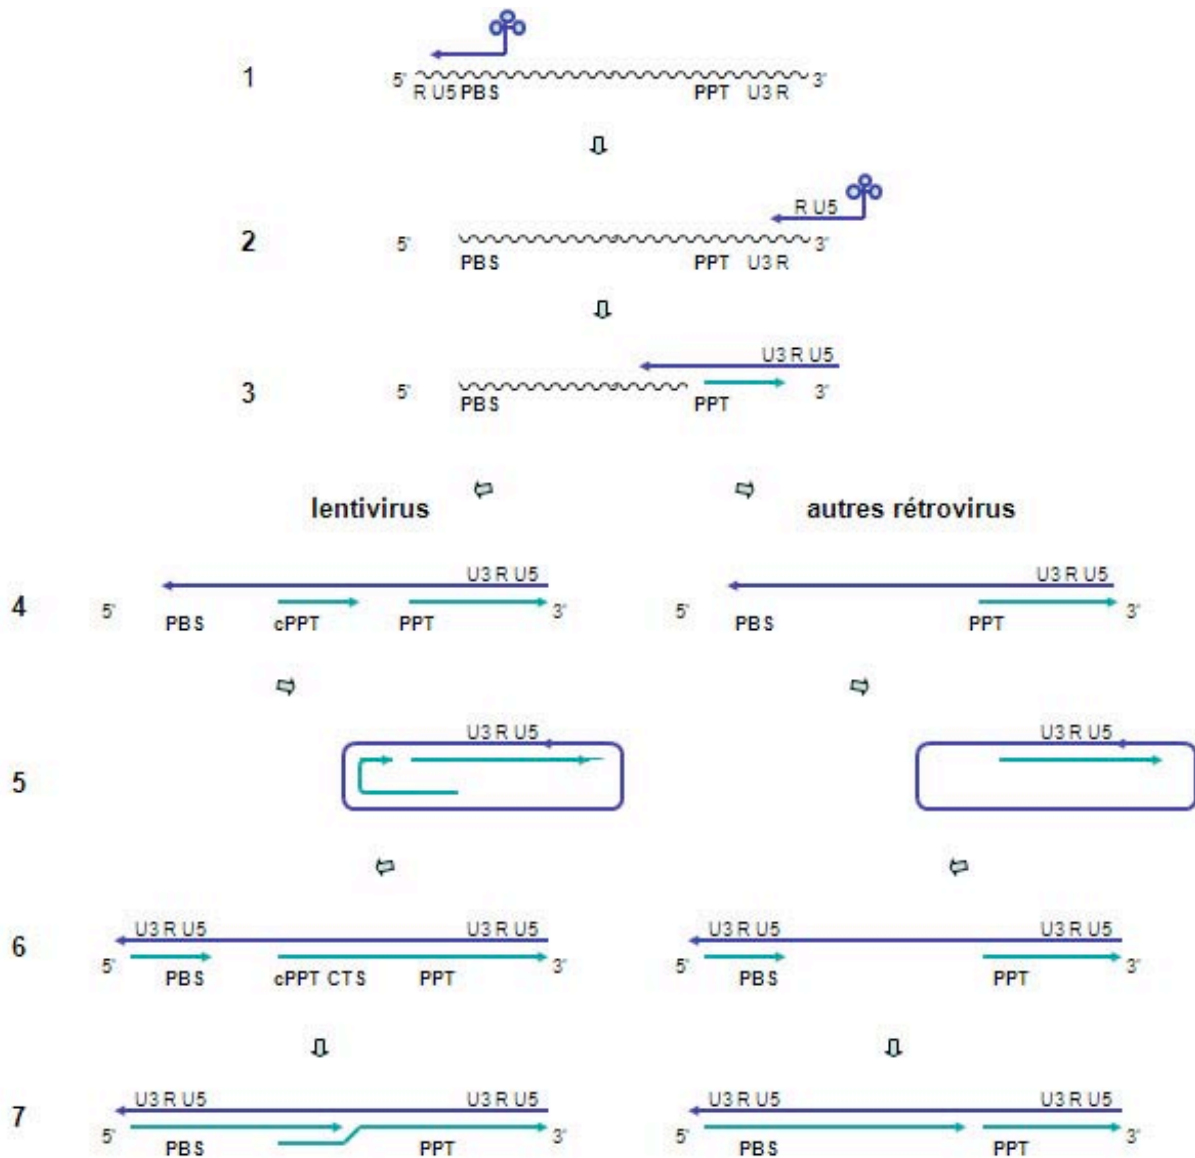 1
5' 3'
R U5 PBS PPT U3 R
R U5
2
5' 3'
PBS PPT U3 R
U3 R U5
3
5' 3'
PBS PPT
lentivirus autres rétrovirus
U3 R U5 U3 R U5
4
5' 3' 5' 3'
PBS cPPT PPT PBS PPT
U3 R U5 U3 R U5
5
U3 R U5 U3 R U5 U3 R U5 U3 R U5
6
5' 3' 5' 3'
PBS cPPT CTS PPT PBS PPT
U3 R U5 U3 R U5 U3 R U5 U3 R U5
7
5' 3' 5' 3'
PBS PPT PBS PPT